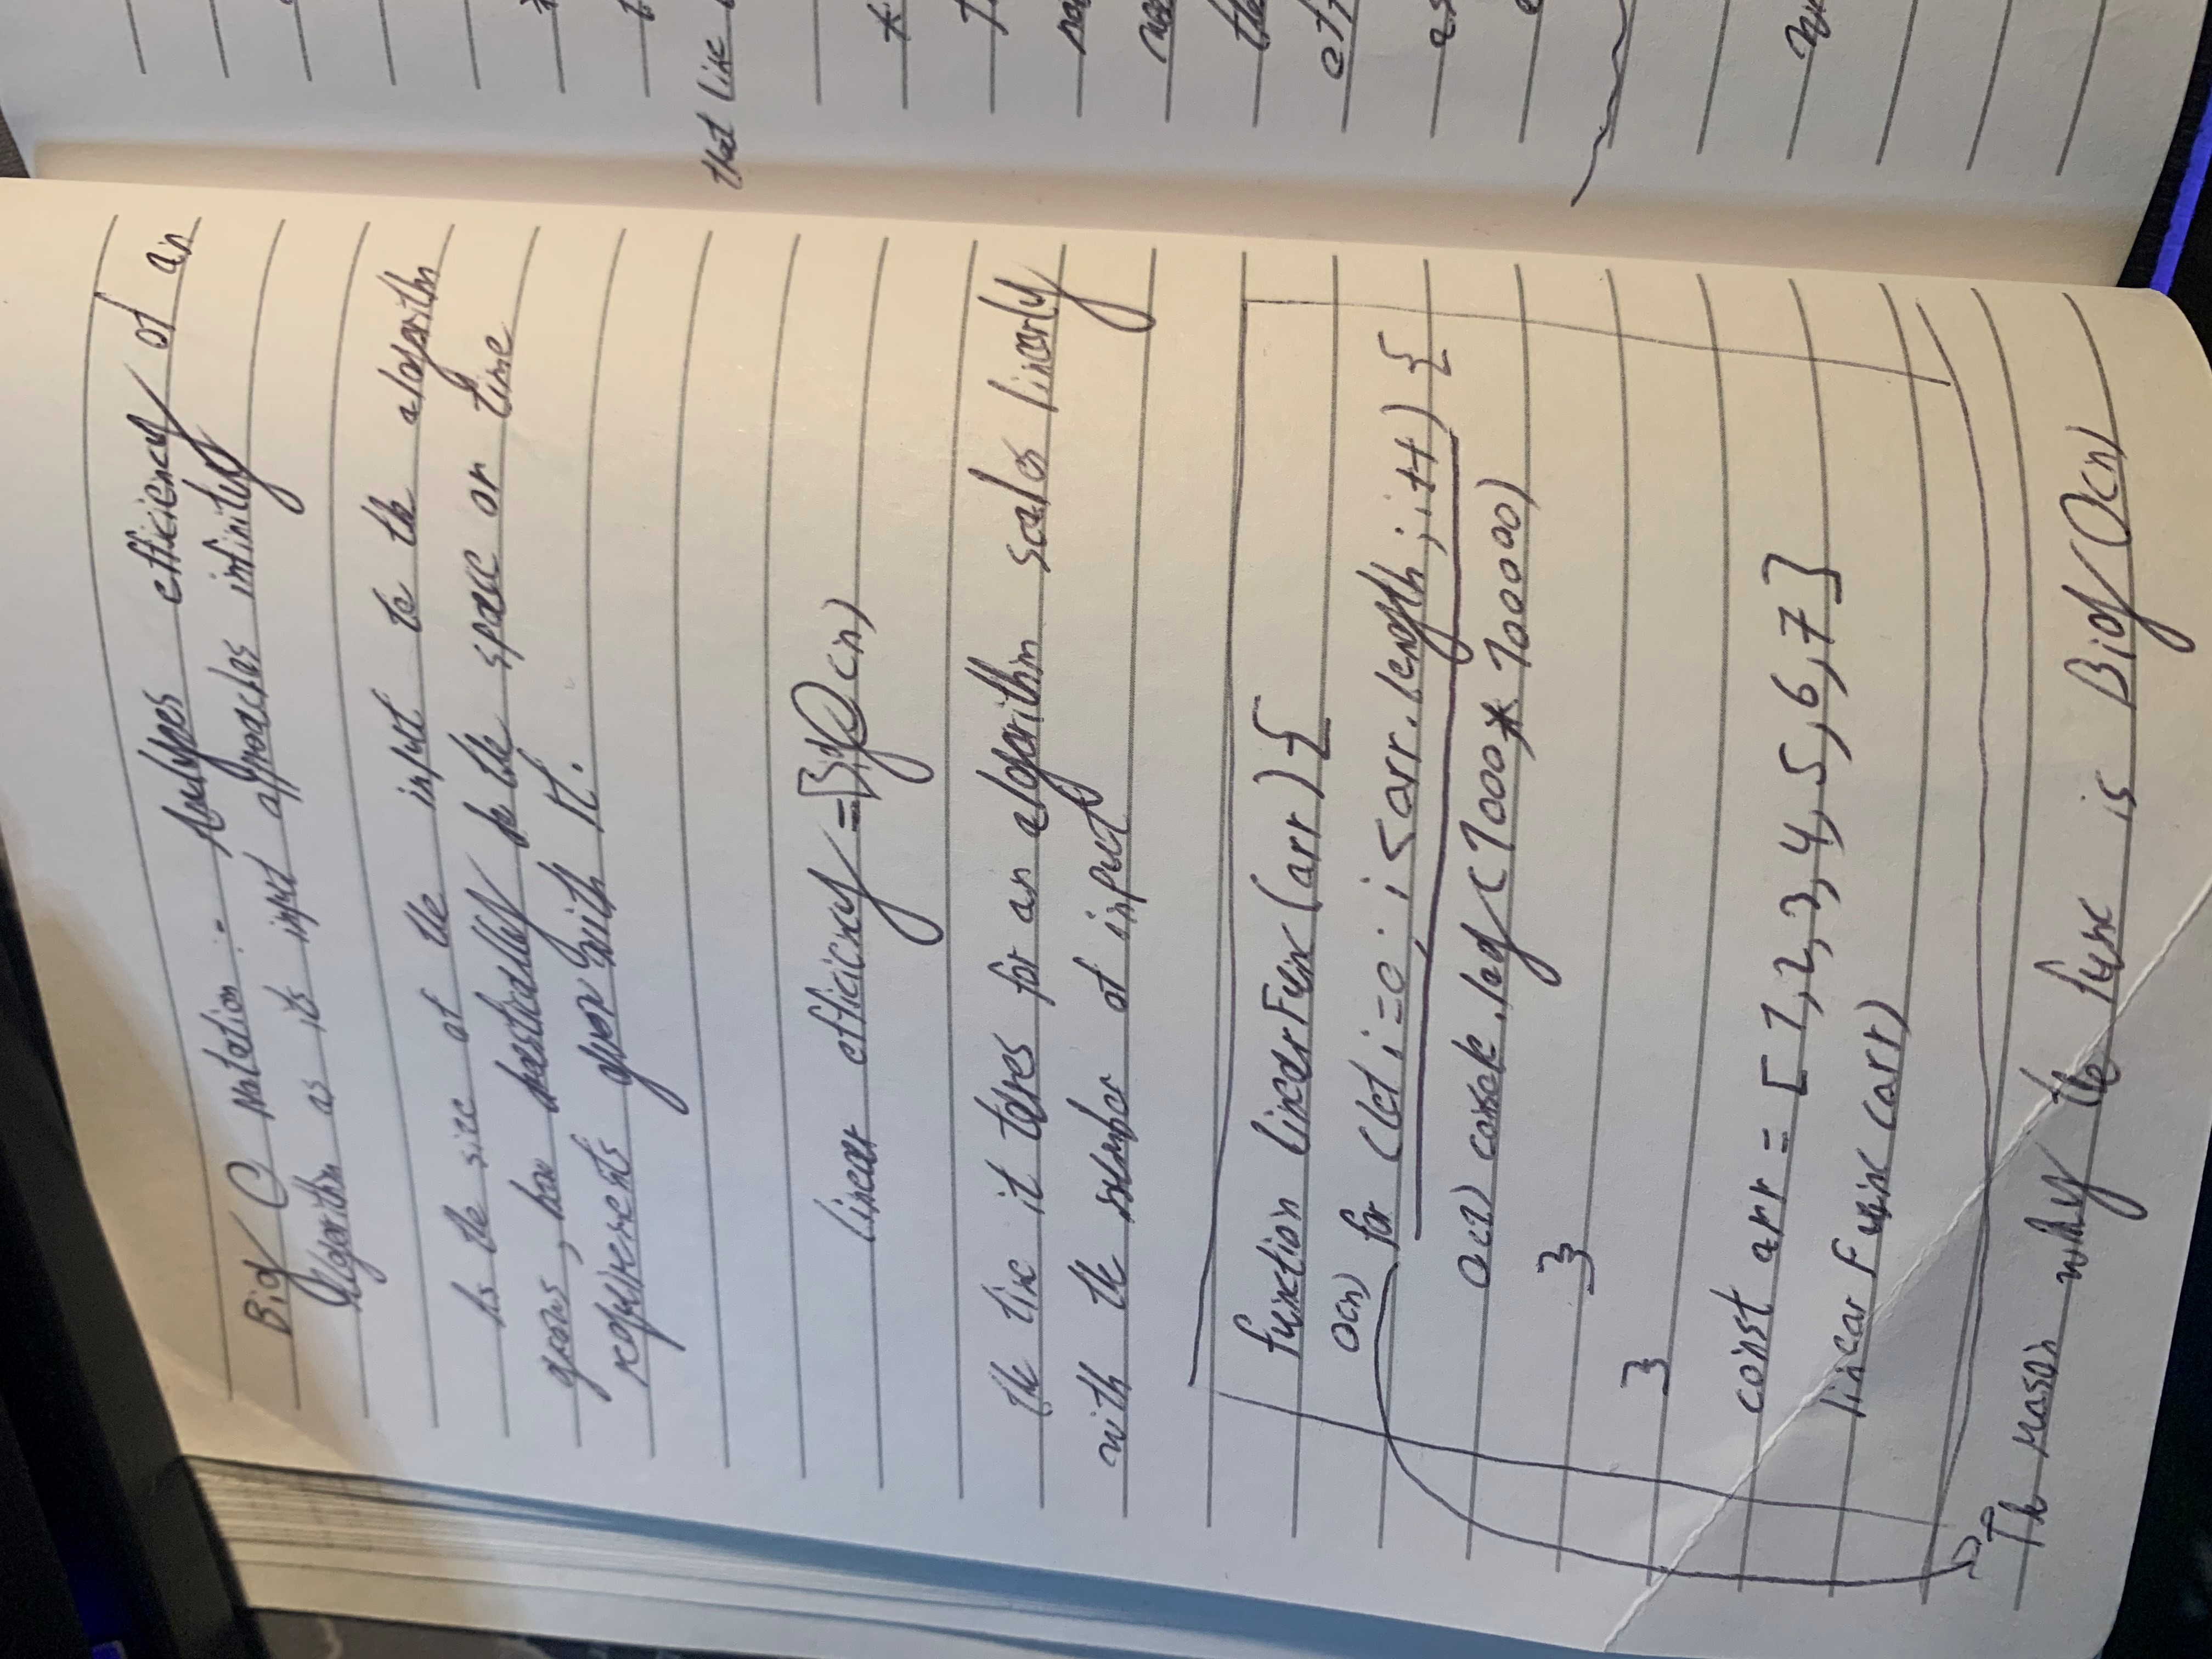 Big O notation :- Analyses efficiency of an
Algorithm as its input approaches infinitey
As the size of the input to the algorithm
grows, how drastically do the space or time
requirements grow with it.
linear efficiency = Big O(n)
the time it takes for an algorithm scales linearly
with the number of input
function linearFunc(arr) {
O(n) for (let i=0; i<arr.length; i++) {
O(1) console.log(1000*100000)
}
}
const arr = [1,2,3,4,5,6,7]
linearFunc(arr)
The reason why the func is Big O(n)
that like